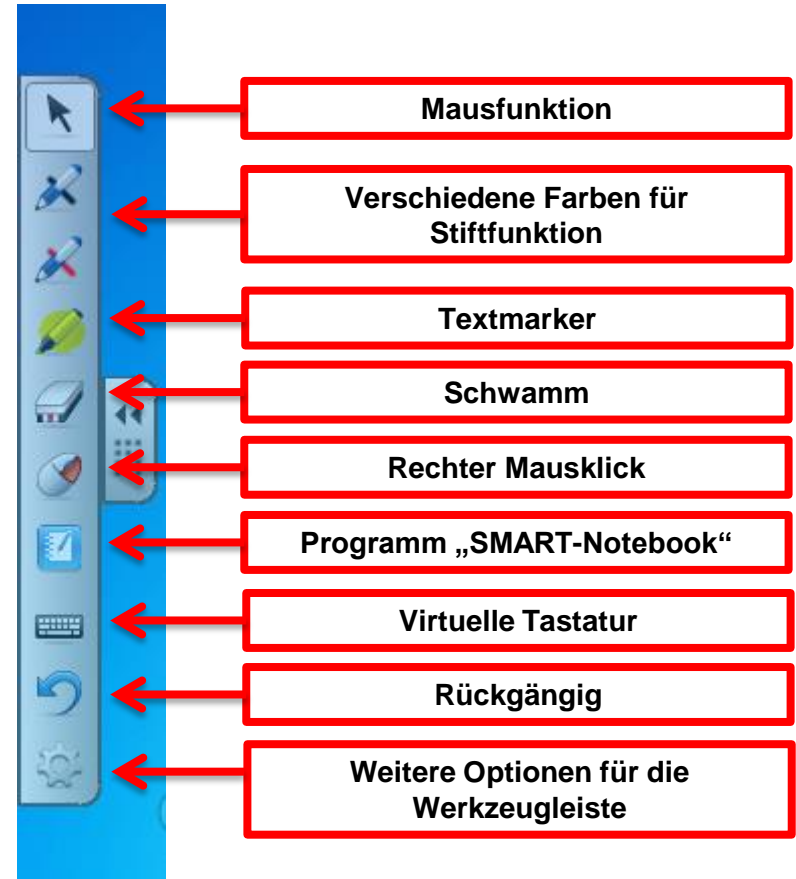 Mausfunktion
Verschiedene Farben für
Stiftfunktion
Textmarker
Schwamm
Rechter Mausklick
Programm „SMART-Notebook“
Virtuelle Tastatur
Rückgängig
Weitere Optionen für die
Werkzeugleiste